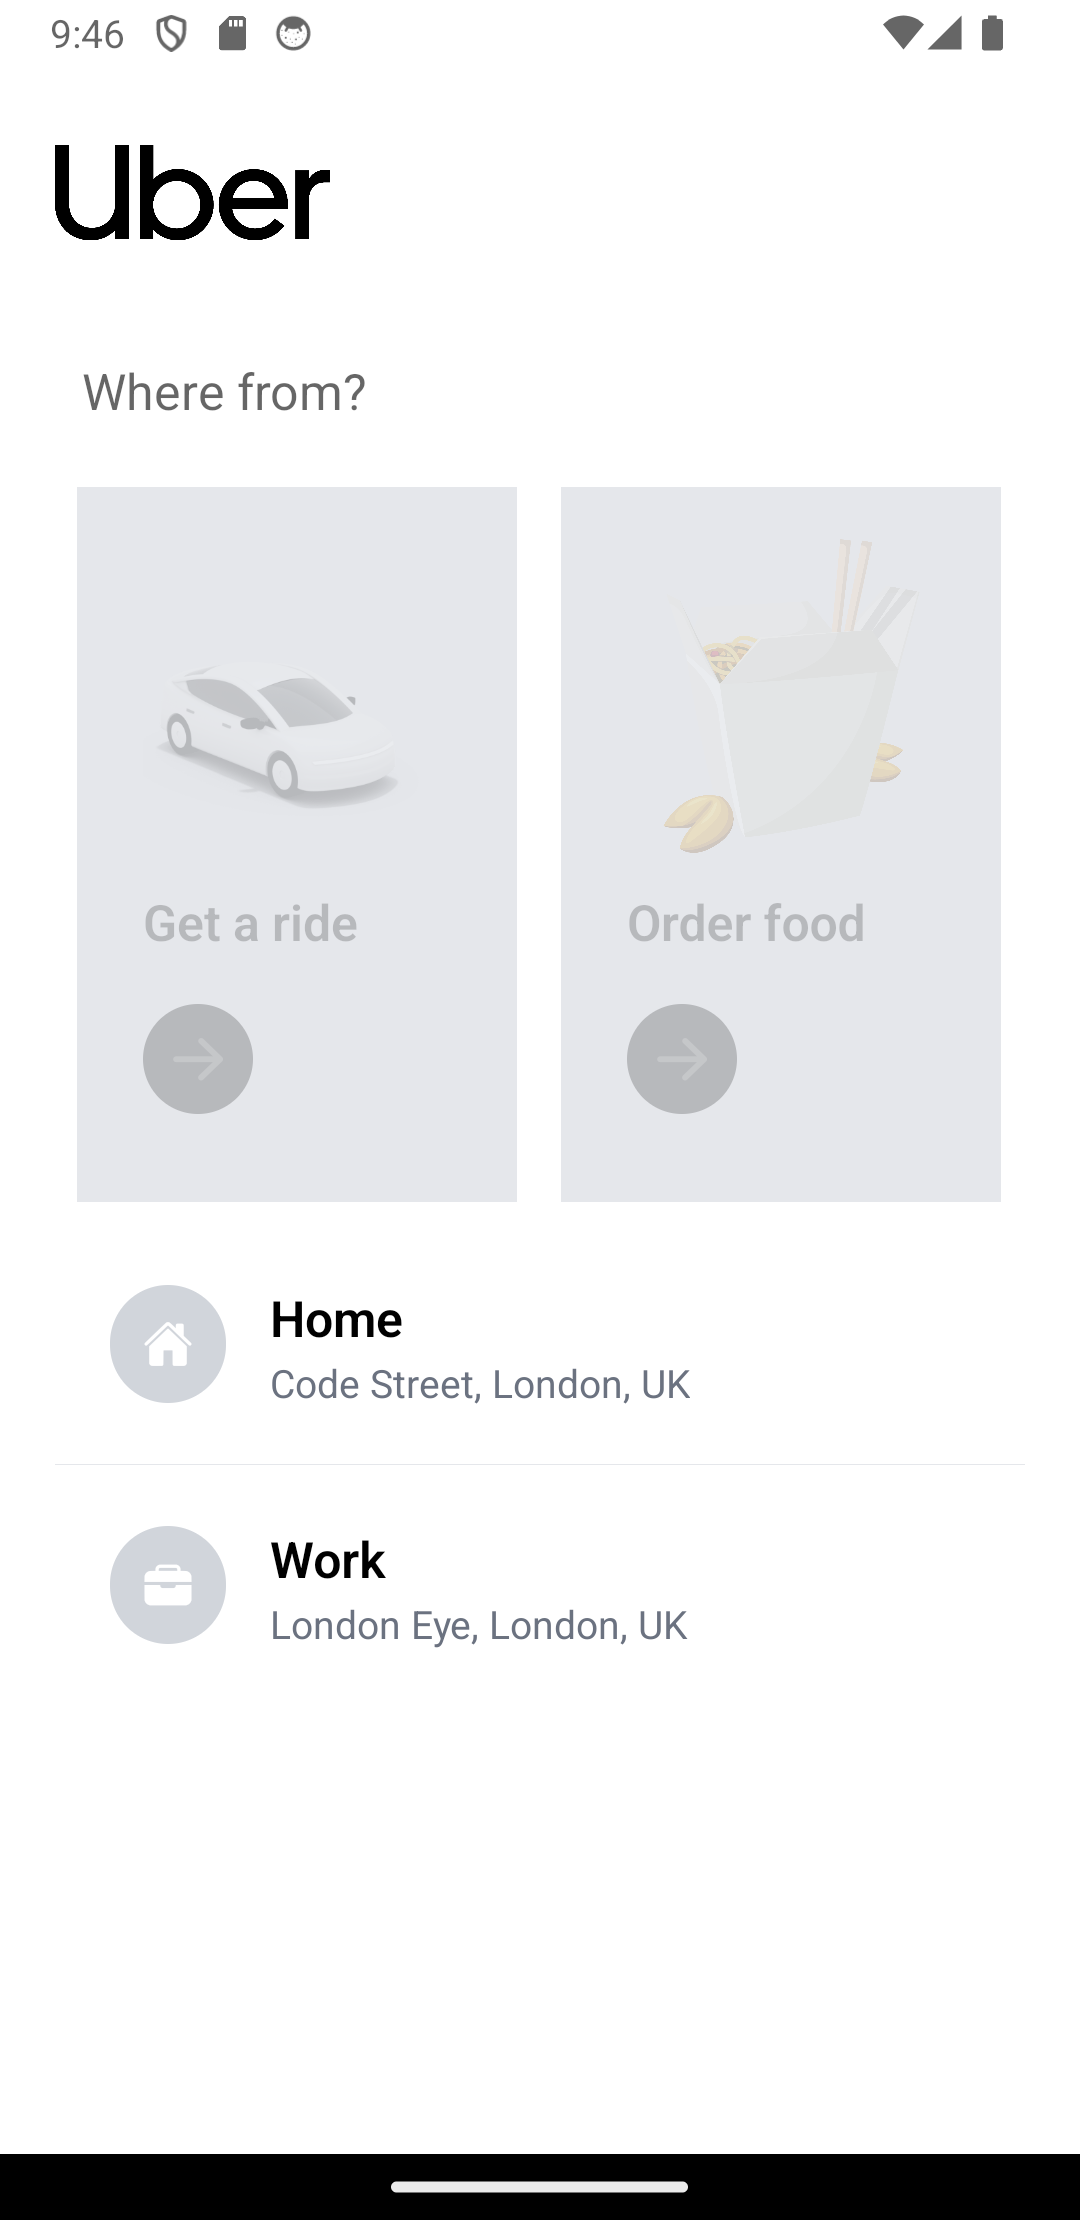 9:46
Uber
Where from?
Get a ride
Order food
Home
Code Street, London, UK
Work
London Eye, London, UK